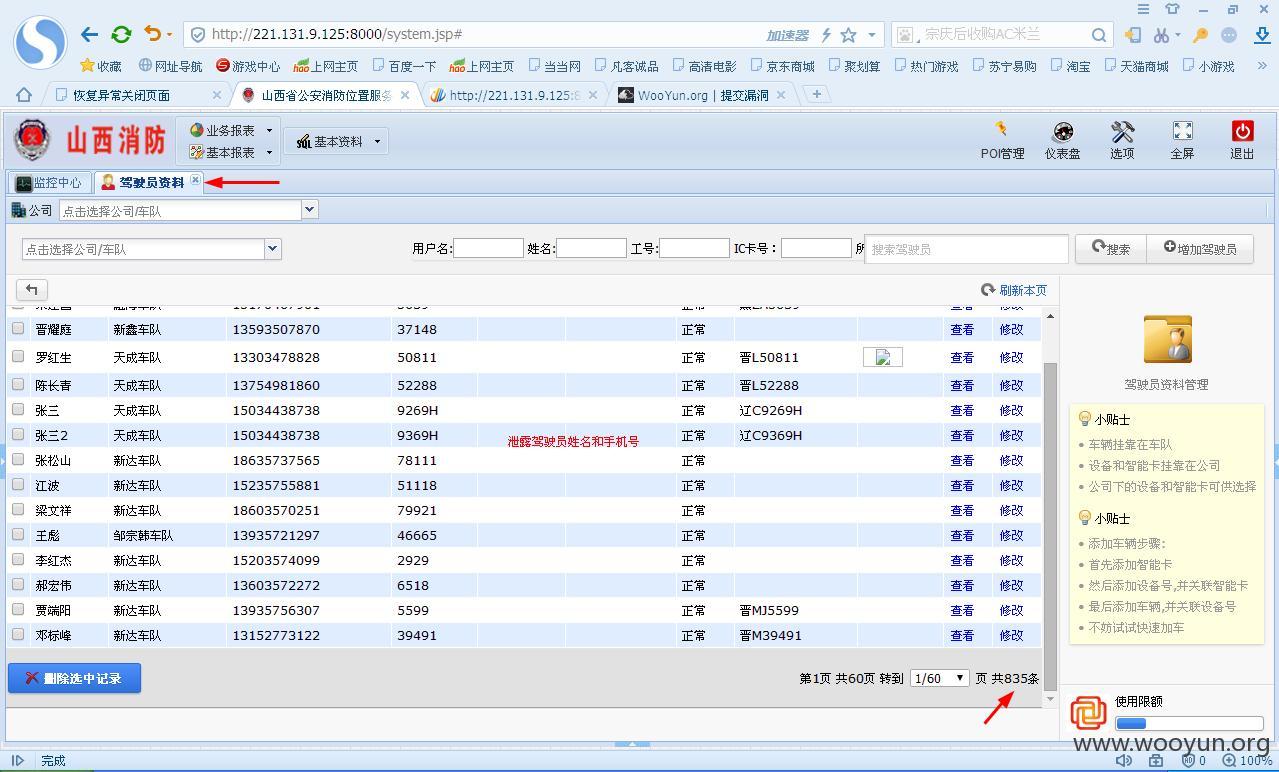 http://221.131.9.125:8000/system.jsp#
加速器
宗庆后收购AC米兰
收藏 网址导航 游戏中心 hao 上网主页 百度一下 hao 上网主页 当当网 凡客诚品 高清电影 京东商城 聚划算 热门游戏 苏宁易购 淘宝 天猫商城 小游戏 »
恢复异常关闭页面 山西省公安消防位置服务 http://221.131.9.125:8 WooYun.org | 提交漏洞
山西消防 业务报表 基本报表 基本资料
POI管理 仪表盘 选项 全屏 退出
监控中心 驾驶员资料
公司 点击选择公司/车队
点击选择公司/车队 用户名: 姓名: 工号: IC卡号: 所 搜索驾驶员 搜索 增加驾驶员
刷新本页
晋耀庭 新鑫车队 13593507870 37148 正常 查看 修改
罗红生 天成车队 13303478828 50811 正常 晋L50811 查看 修改
陈长青 天成车队 13754981860 52288 正常 晋L52288 查看 修改
张三 天成车队 15034438738 9269H 正常 辽C9269H 查看 修改
张三2 天成车队 15034438738 9369H 正常 辽C9369H 查看 修改
泄露驾驶员姓名和手机号
张松山 新达车队 18635737565 78111 正常 查看 修改
江波 新达车队 15235755881 51118 正常 查看 修改
梁文祥 新达车队 18603570251 79921 正常 查看 修改
王彪 邹宗韩车队 13935721297 46665 正常 查看 修改
李红杰 新达车队 15203574099 2929 正常 查看 修改
郝宏伟 新达车队 13603572272 6518 正常 查看 修改
贾端阳 新达车队 13935756307 5599 正常 晋MJ5599 查看 修改
邓标峰 新达车队 13152773122 39491 正常 晋M39491 查看 修改
删除选中记录 第1页 共60页 转到 1/60 页 共835条
驾驶员资料管理
小贴士
车辆挂靠在车队
设备和智能卡挂靠在公司
公司下的设备和智能卡可供选择
小贴士
添加车辆步骤:
首先添加智能卡
然后添加设备号,并关联智能卡
最后添加车辆,并关联设备号
不妨试试快速加车
使用限额
www.wooyun.org
完成 0 100%